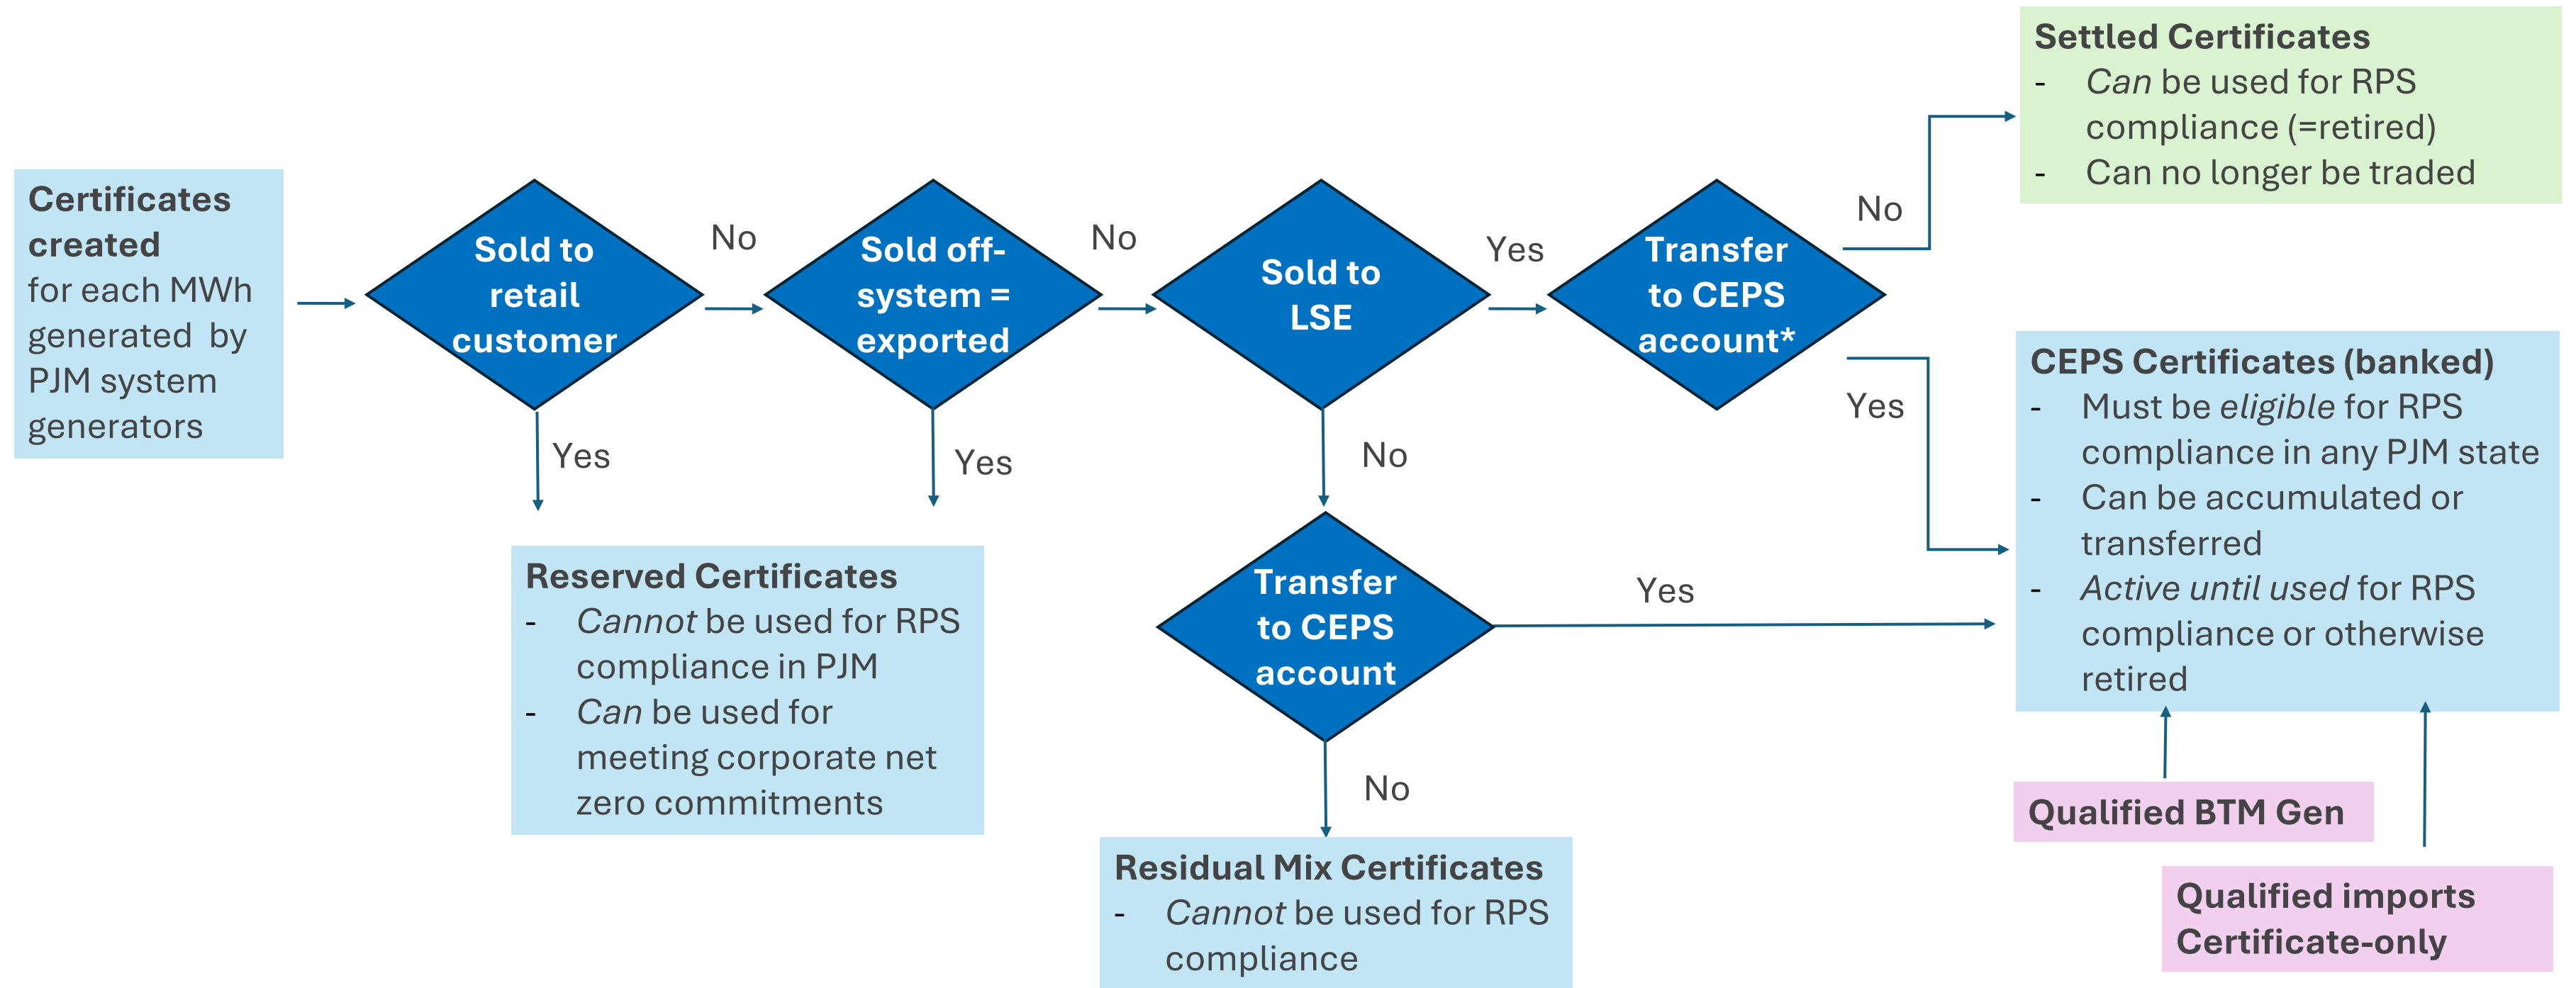 Certificates
created
for each MWh
generated by
PJM system
generators
Sold to
retail
customer
No
Yes
Sold off-
system =
exported
No
Yes
Reserved Certificates
- Cannot be used for RPS
compliance in PJM
- Can be used for
meeting corporate net
zero commitments
Sold to
LSE
Yes
No
Transfer
to CEPS
account*
No
Yes
Transfer
to CEPS
account
Yes
No
Residual Mix Certificates
- Cannot be used for RPS
compliance
Settled Certificates
- Can be used for RPS
compliance (=retired)
- Can no longer be traded
CEPS Certificates (banked)
- Must be eligible for RPS
compliance in any PJM state
- Can be accumulated or
transferred
- Active until used for RPS
compliance or otherwise
retired
Qualified BTM Gen
Qualified imports
Certificate-only